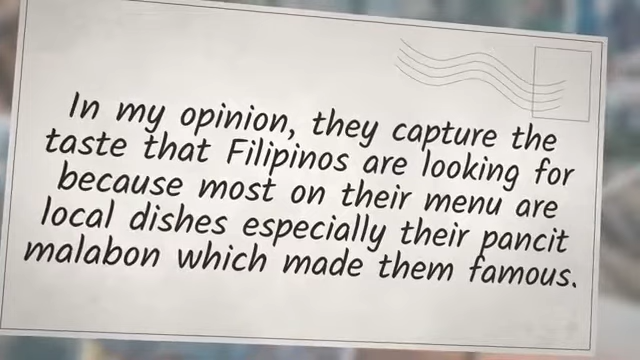 In my opinion, they capture the
taste that Filipinos are looking for
because most on their menu are
local dishes especially their pancit
malabon which made them famous.